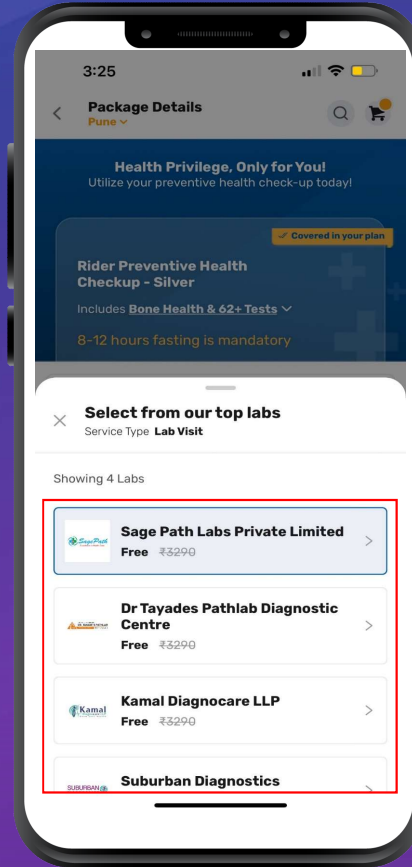 3:25
Package Details
Pune
Health Privilege, Only for You!
Utilize your preventive health check-up today!
Covered in your plan
Rider Preventive Health
Checkup - Silver
Includes Bone Health & 62+ Tests
8-12 hours fasting is mandatory
Select from our top labs
Service Type Lab Visit
Showing 4 Labs
SagePath
Sage Path Labs Private Limited
Free ₹3290
Dr Tayades Pathlab Diagnostic
Centre
Free ₹3290
Kamal
Kamal Diagnocare LLP
Free ₹3290
SUBURBAN
Suburban Diagnostics